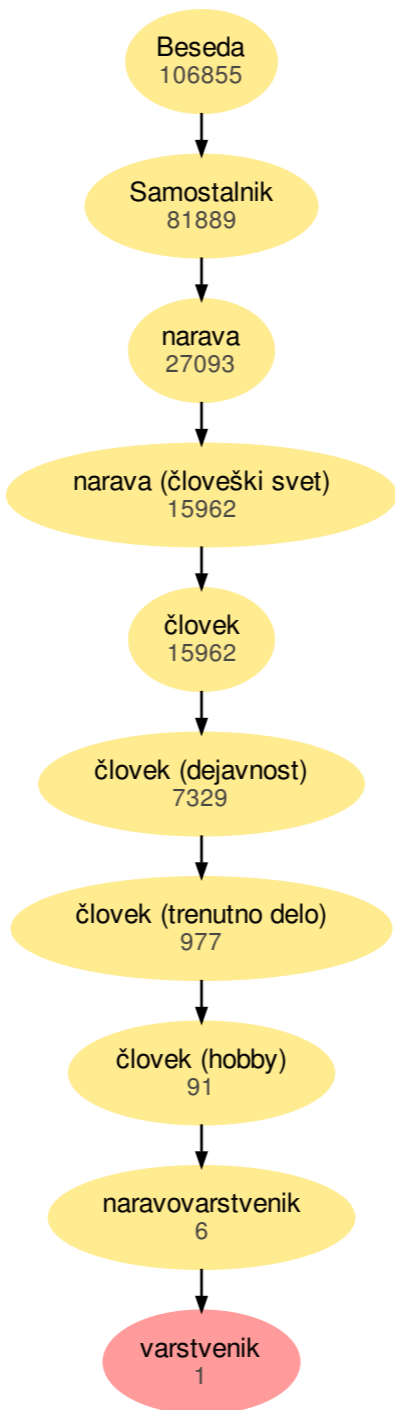 Beseda
106855
Samostalnik
81889
narava
27093
narava (človeški svet)
15962
človek
15962
človek (dejavnost)
7329
človek (trenutno delo)
977
človek (hobby)
91
naravovarstvenik
6
varstvenik
1